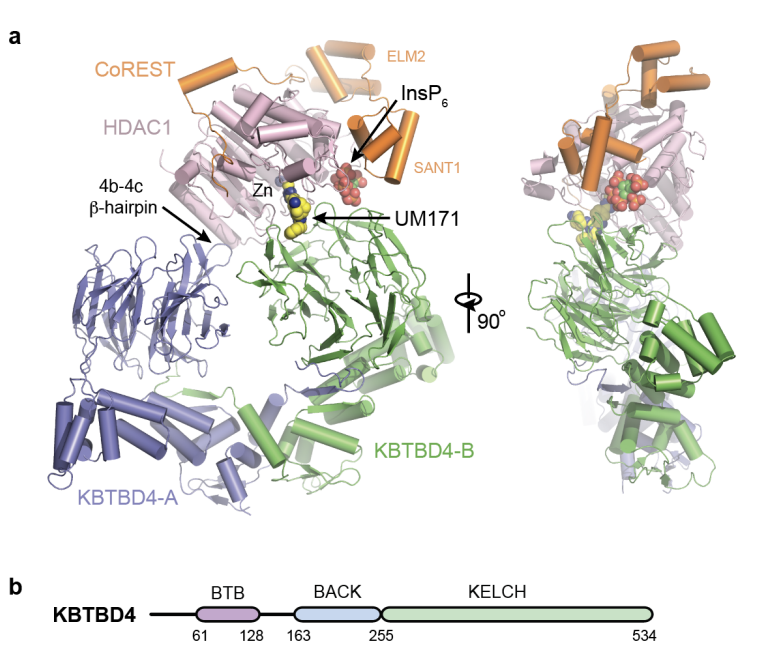 a
CoREST
ELM2
InsP6
HDAC1
SANT1
4b-4c
β-hairpin
Zn
UM171
90°
KBTBD4-B
KBTBD4-A
b
BTB BACK KELCH
KBTBD4
61 128 163 255 534